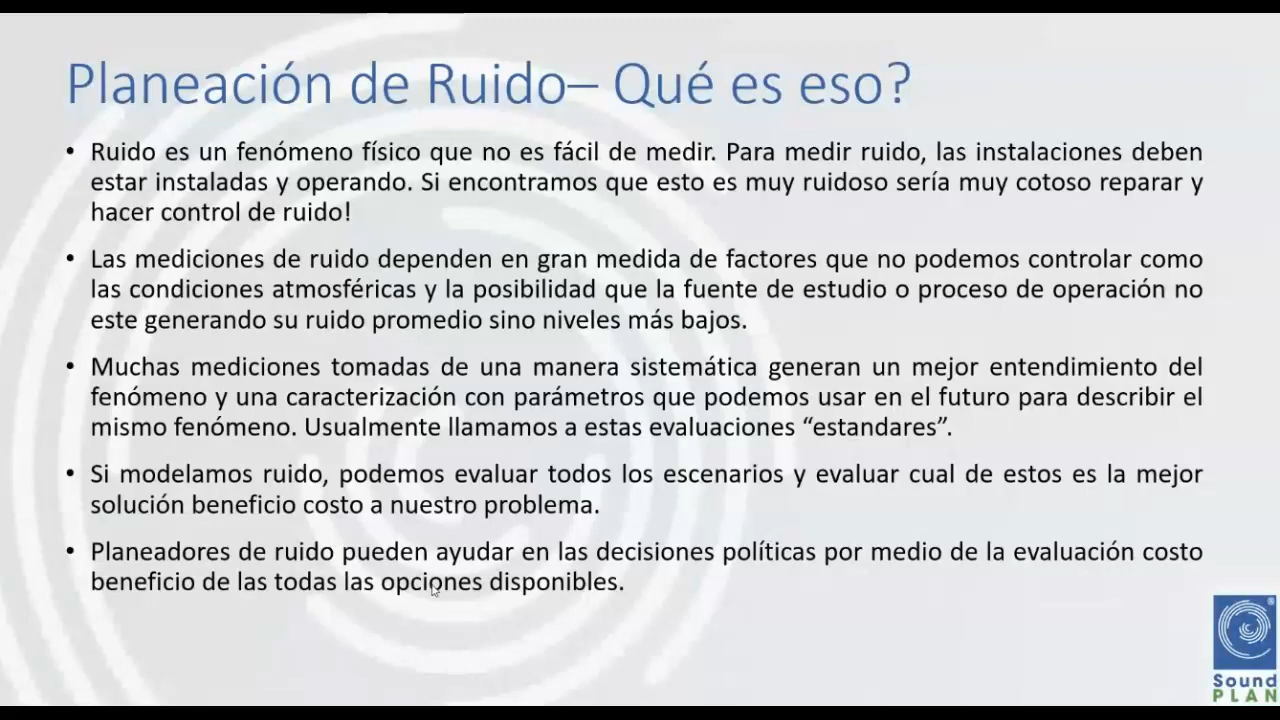 Planeación de Ruido– Qué es eso?
• Ruido es un fenómeno físico que no es fácil de medir. Para medir ruido, las instalaciones deben
estar instaladas y operando. Si encontramos que esto es muy ruidoso sería muy cotoso reparar y
hacer control de ruido!
• Las mediciones de ruido dependen en gran medida de factores que no podemos controlar como
las condiciones atmosféricas y la posibilidad que la fuente de estudio o proceso de operación no
este generando su ruido promedio sino niveles más bajos.
• Muchas mediciones tomadas de una manera sistemática generan un mejor entendimiento del
fenómeno y una caracterización con parámetros que podemos usar en el futuro para describir el
mismo fenómeno. Usualmente llamamos a estas evaluaciones “estandares”.
• Si modelamos ruido, podemos evaluar todos los escenarios y evaluar cual de estos es la mejor
solución beneficio costo a nuestro problema.
• Planeadores de ruido pueden ayudar en las decisiones políticas por medio de la evaluación costo
beneficio de las todas las opciones disponibles.
®
Sound
PLAN